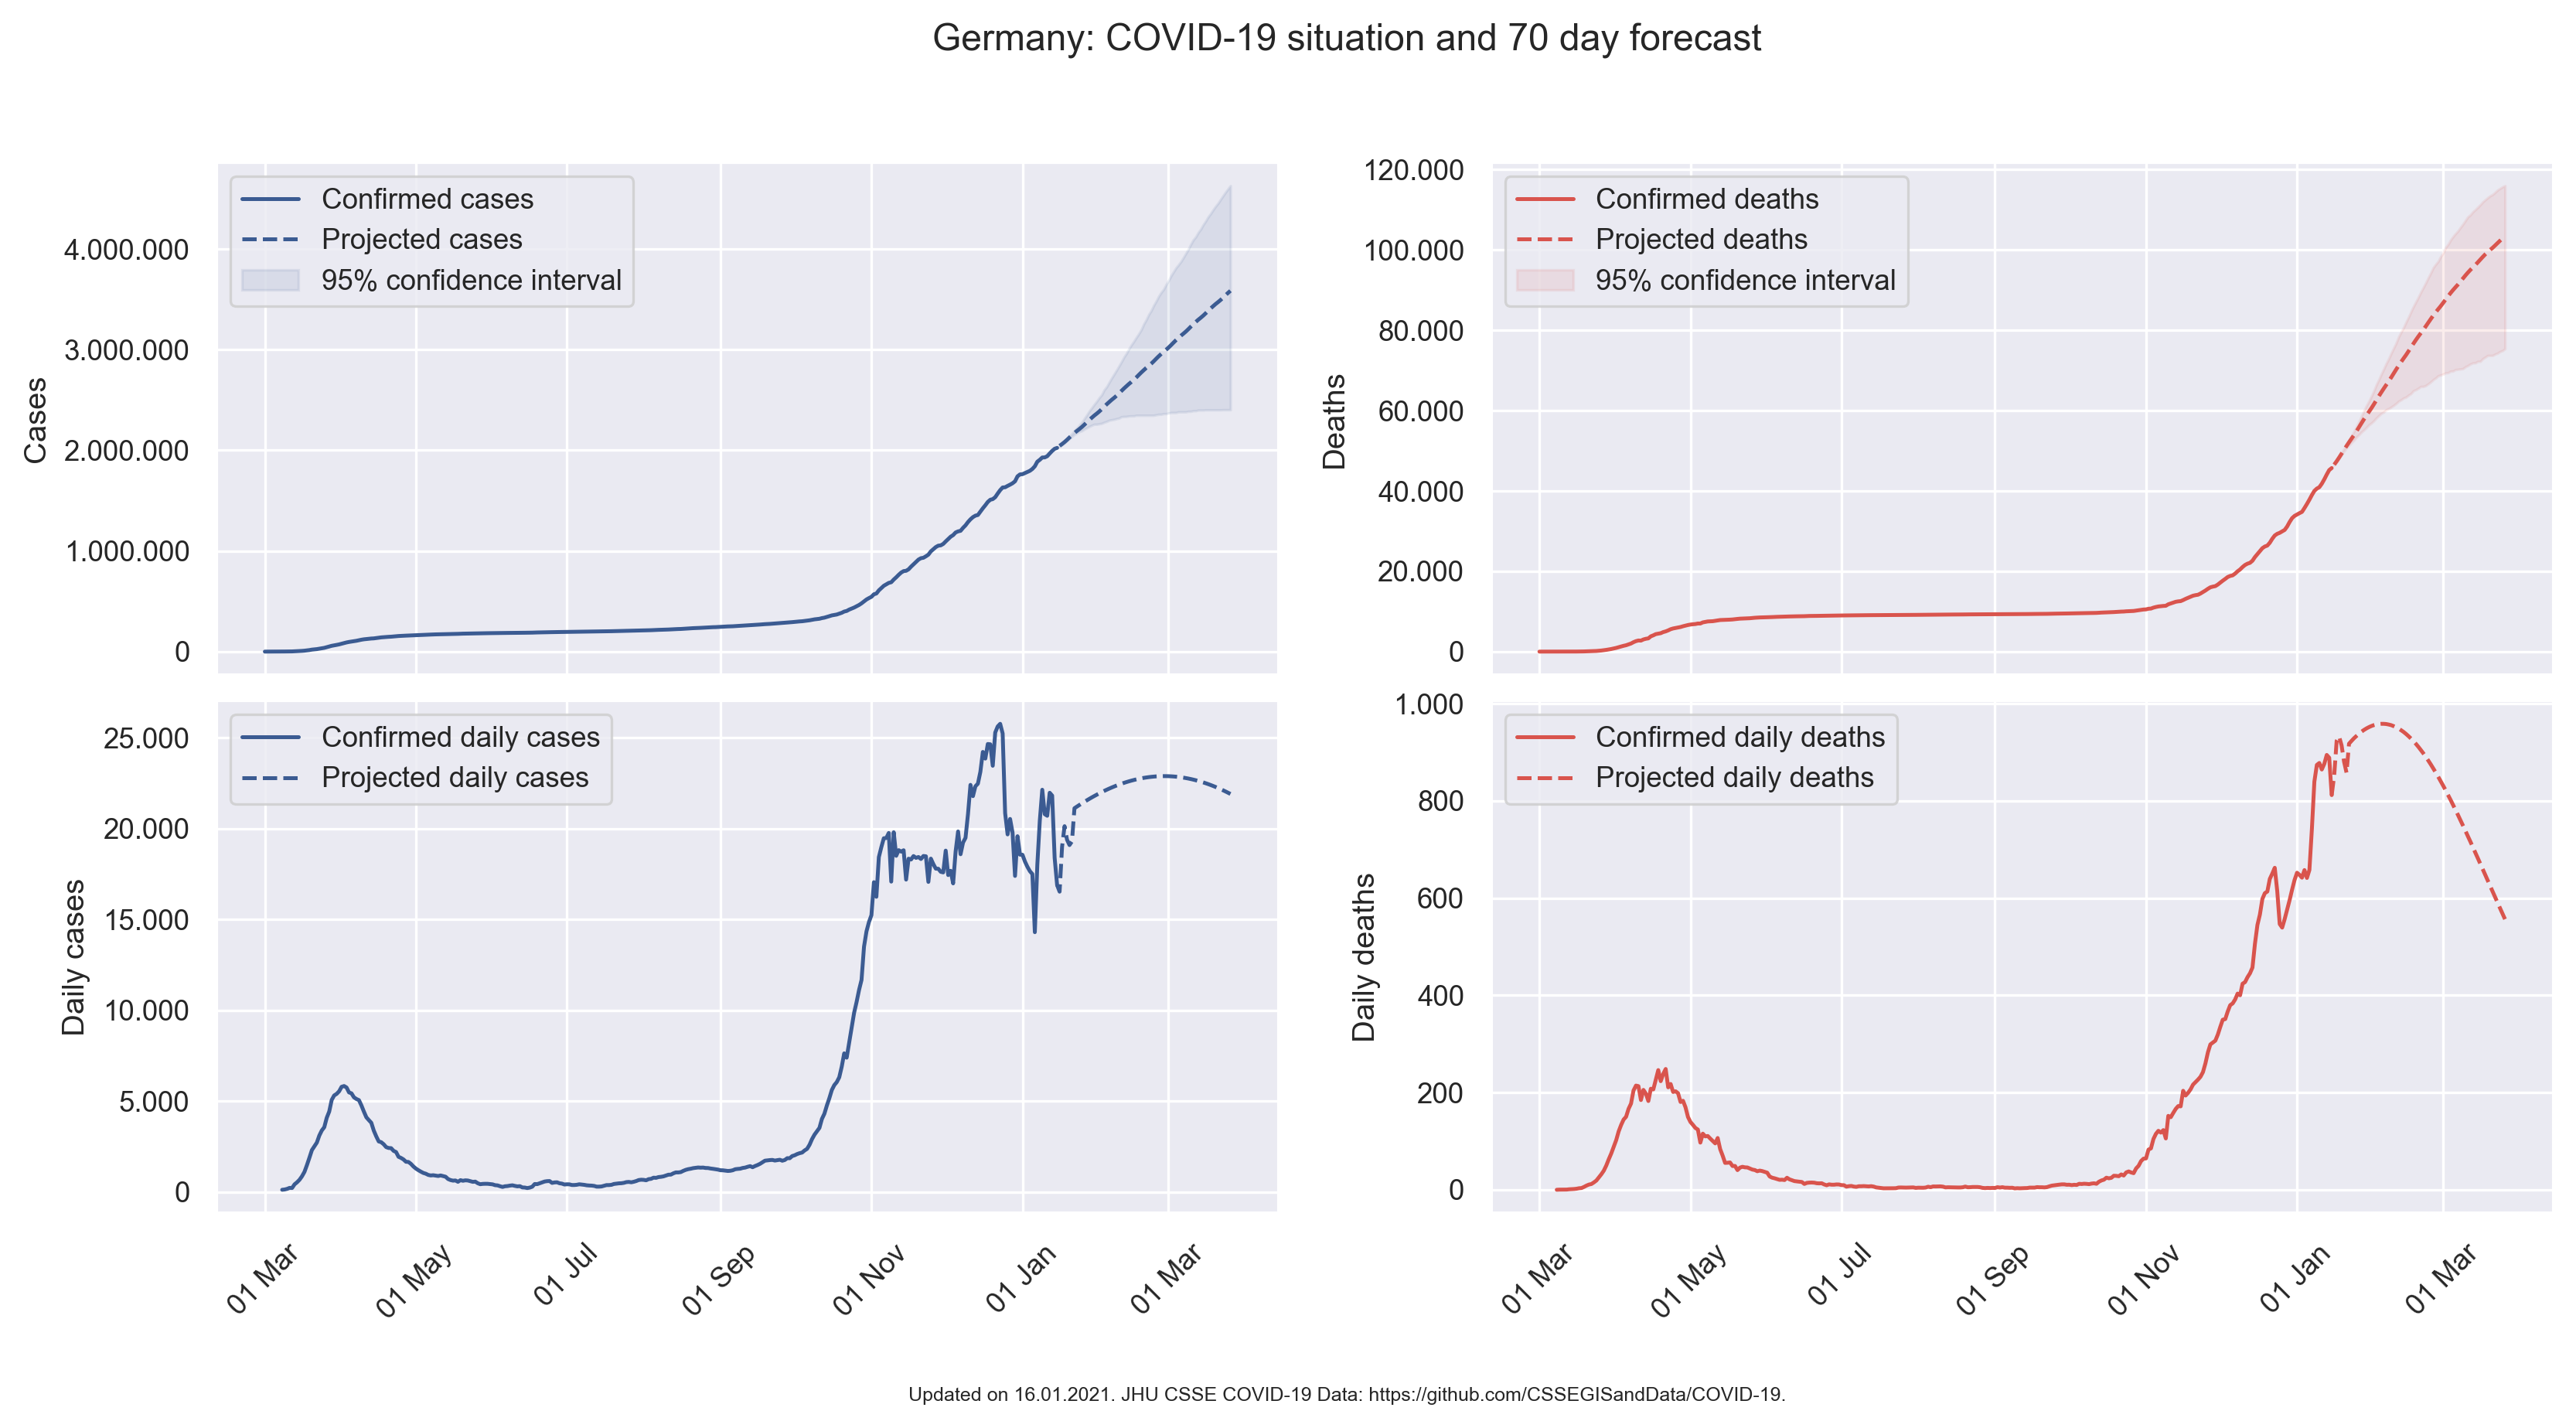 Germany: COVID-19 situation and 70 day forecast
Confirmed cases
Projected cases
95% confidence interval
4.000.000
3.000.000
2.000.000
1.000.000
0
Cases
Confirmed deaths
Projected deaths
95% confidence interval
120.000
100.000
80.000
60.000
40.000
20.000
0
Deaths
Confirmed daily cases
Projected daily cases
25.000
20.000
15.000
10.000
5.000
0
Daily cases
01 Mar
01 May
01 Jul
01 Sep
01 Nov
01 Jan
01 Mar
Confirmed daily deaths
Projected daily deaths
1.000
800
600
400
200
0
Daily deaths
01 Mar
01 May
01 Jul
01 Sep
01 Nov
01 Jan
01 Mar
Updated on 16.01.2021. JHU CSSE COVID-19 Data: https://github.com/CSSEGISandData/COVID-19.